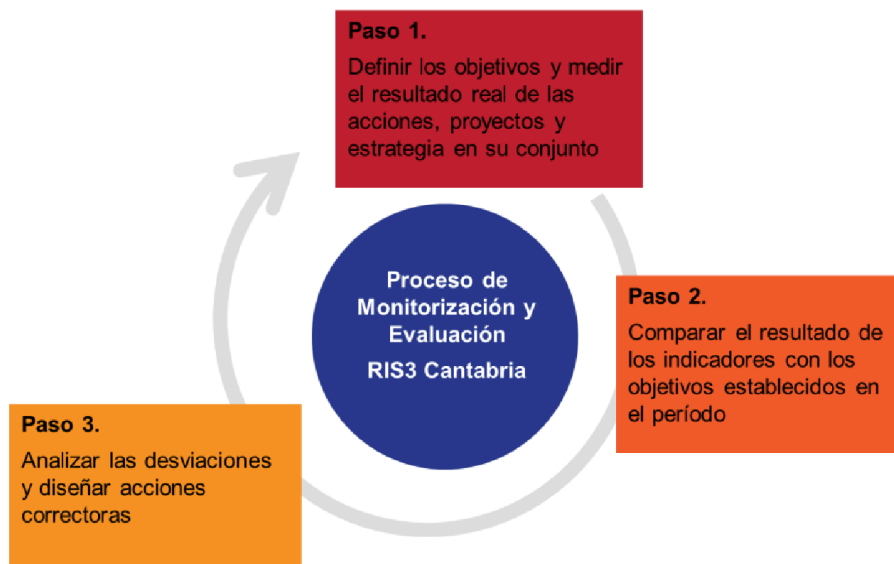 Paso 1.
Definir los objetivos y medir
el resultado real de las
acciones, proyectos y
estrategia en su conjunto
Proceso de
Monitorización y
Evaluación
RIS3 Cantabria
Paso 2.
Comparar el resultado de
los indicadores con los
objetivos establecidos en
el período
Paso 3.
Analizar las desviaciones
y diseñar acciones
correctoras